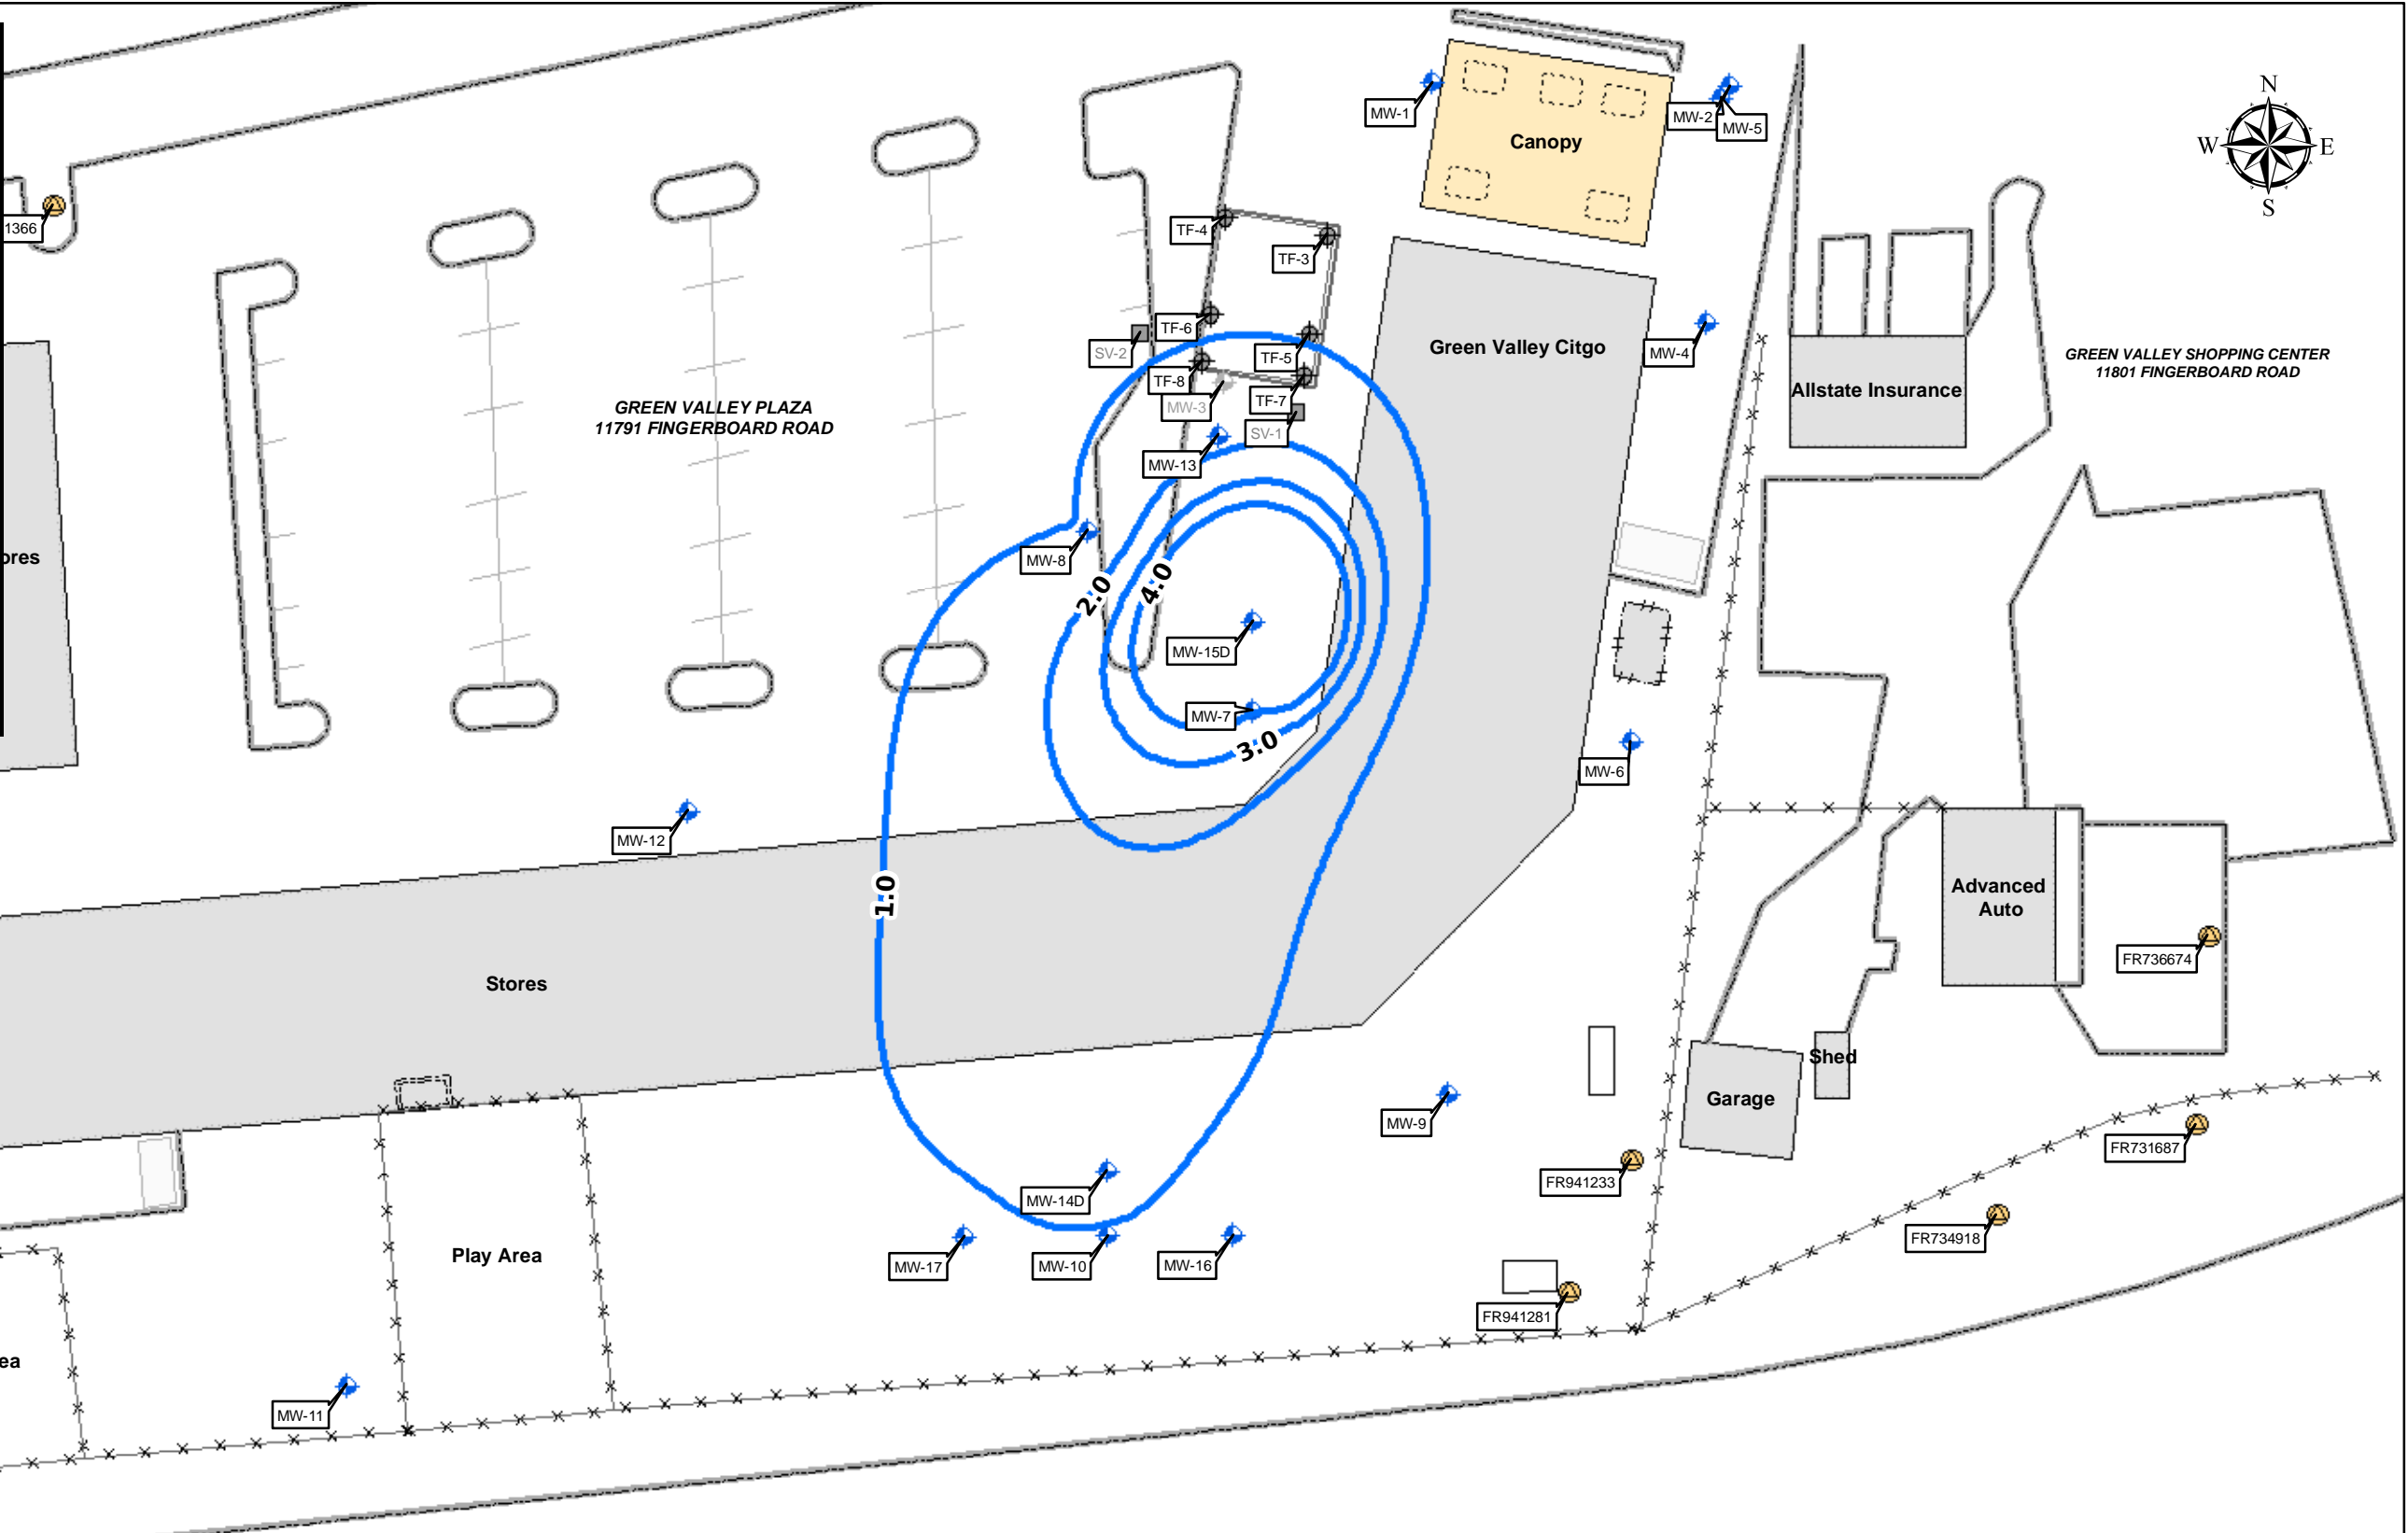 N
W E
S
MW-1
Canopy
MW-2
MW-5
1366
TF-4
TF-3
TF-6
SV-2
TF-5
TF-8
MW-3
TF-7
SV-1
MW-13
Green Valley Citgo
MW-4
Allstate Insurance
GREEN VALLEY SHOPPING CENTER
11801 FINGERBOARD ROAD
GREEN VALLEY PLAZA
11791 FINGERBOARD ROAD
ores
MW-8
2.0
4.0
MW-15D
MW-7
3.0
MW-6
MW-12
1.0
Advanced
Auto
FR736674
Stores
Shed
Garage
MW-9
FR731687
FR941233
MW-14D
FR734918
Play Area
MW-17
MW-10
MW-16
FR941281
ea
MW-11